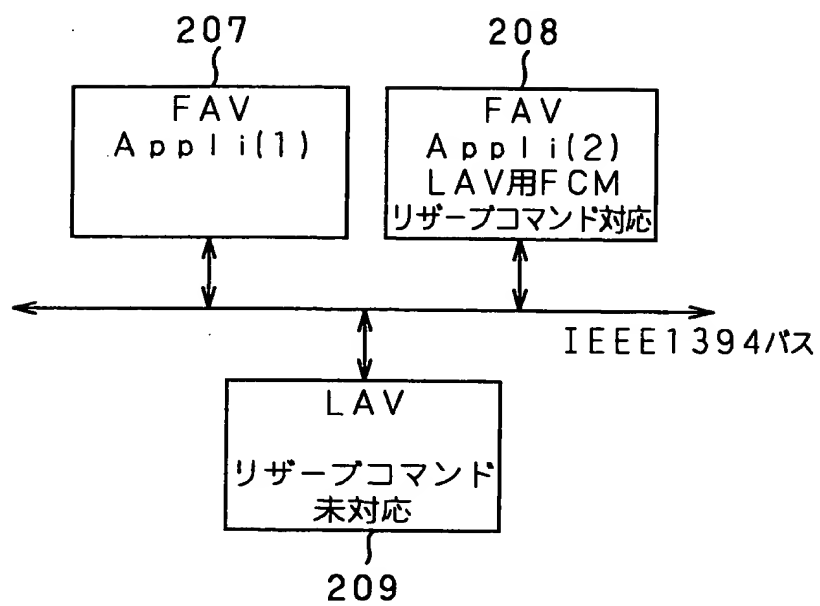 207
208
FAV
Appli(1)
FAV
Appli(2)
LAV用FCM
リザーブコマンド対応
IEEE1394バス
LAV
リザーブコマンド
未対応
209